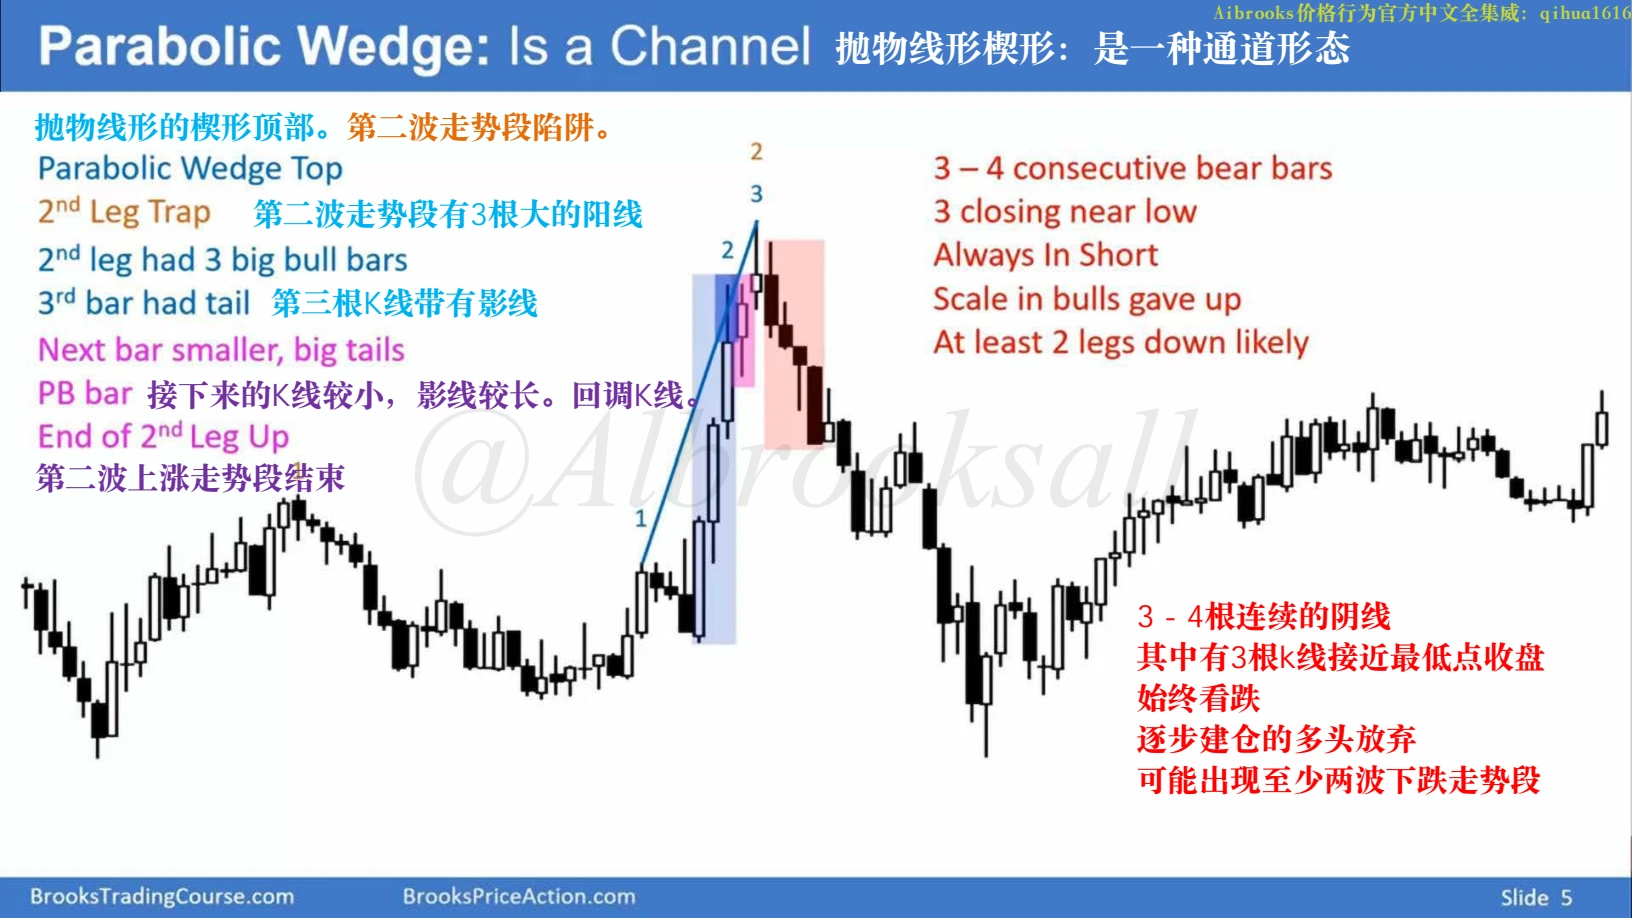 Aibrooks价格行为官方中文全集威：qihua1616
Parabolic Wedge: Is a Channel 抛物线形楔形：是一种通道形态
抛物线形的楔形顶部。第二波走势段陷阱。
Parabolic Wedge Top
2nd Leg Trap 第二波走势段有3根大的阳线
2nd leg had 3 big bull bars
3rd bar had tail 第三根K线带有影线
Next bar smaller, big tails
PB bar 接下来的K线较小，影线较长。回调K线。
End of 2nd Leg Up
第二波上涨走势段结束
1
2
3
2
1
3 – 4 consecutive bear bars
3 closing near low
Always In Short
Scale in bulls gave up
At least 2 legs down likely
@Albrooksall
3 - 4根连续的阴线
其中有3根K线接近最低点收盘
始终看跌
逐步建仓的多头放弃
可能出现至少两波下跌走势段
BrooksTradingCourse.com
BrooksPriceAction.com
Slide 5